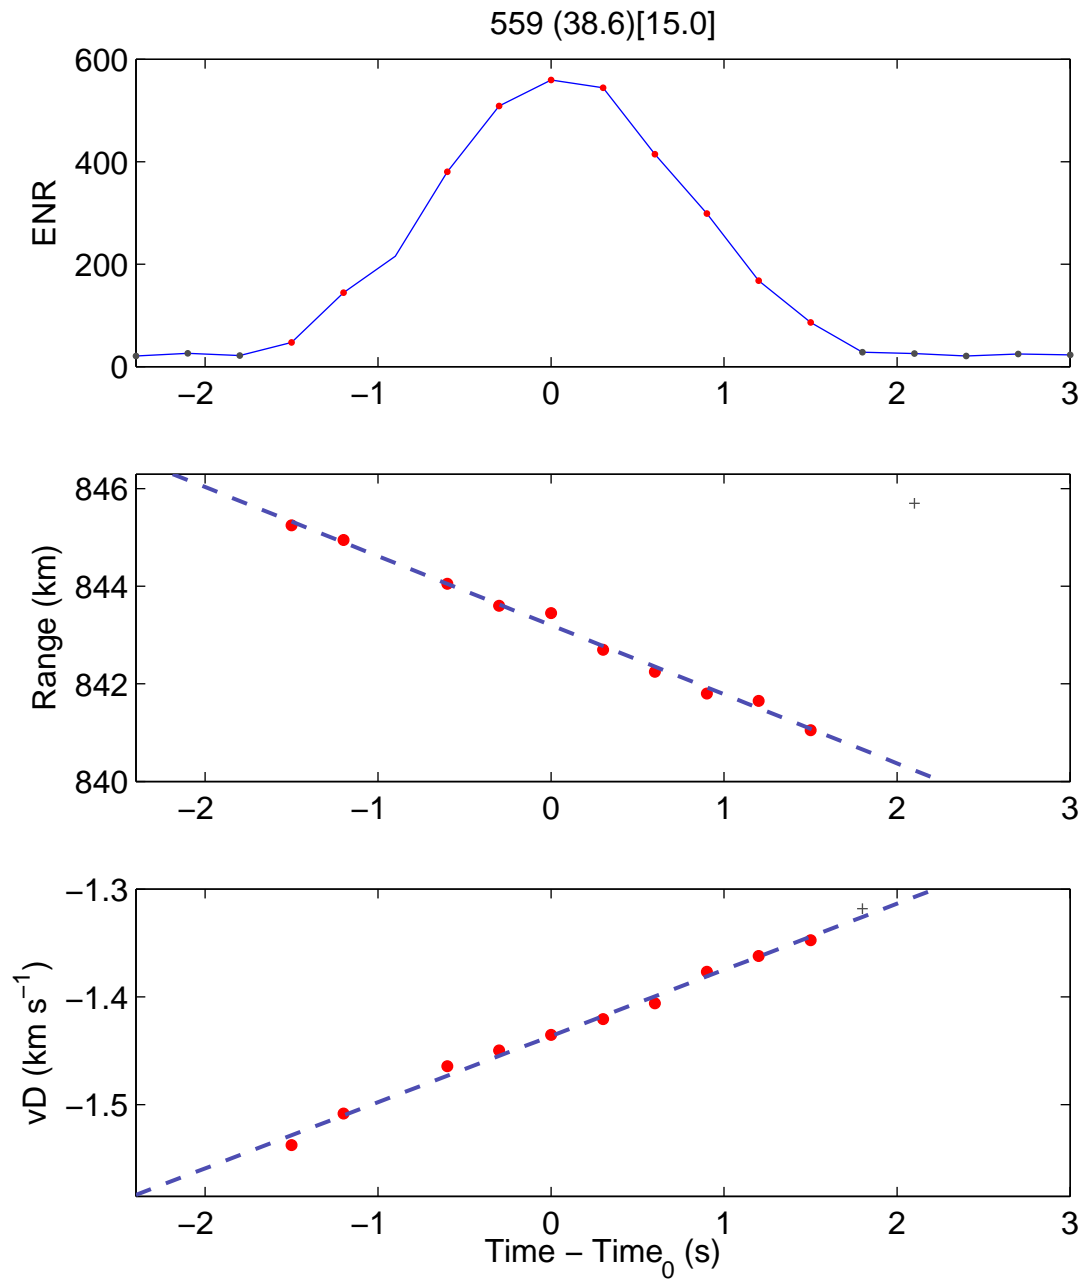 559 (38.6)[15.0]
600
400
200
0
ENR
−2 −1 0 1 2 3
846
844
842
840
Range (km)
−2 −1 0 1 2 3
−1.3
−1.4
−1.5
vD (km s⁻¹)
−2 −1 0 1 2 3
Time − Time₀ (s)